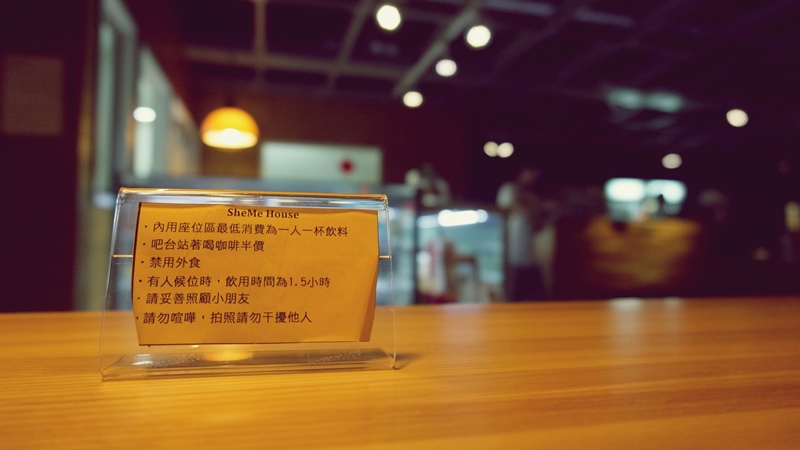 SheMe House
・內用座位區最低消費為一人一杯飲料
・吧台站著喝咖啡半價
・禁用外食
・有人候位時，飲用時間為1.5小時
・請妥善照顧小朋友
・請勿喧嘩，拍照請勿干擾他人